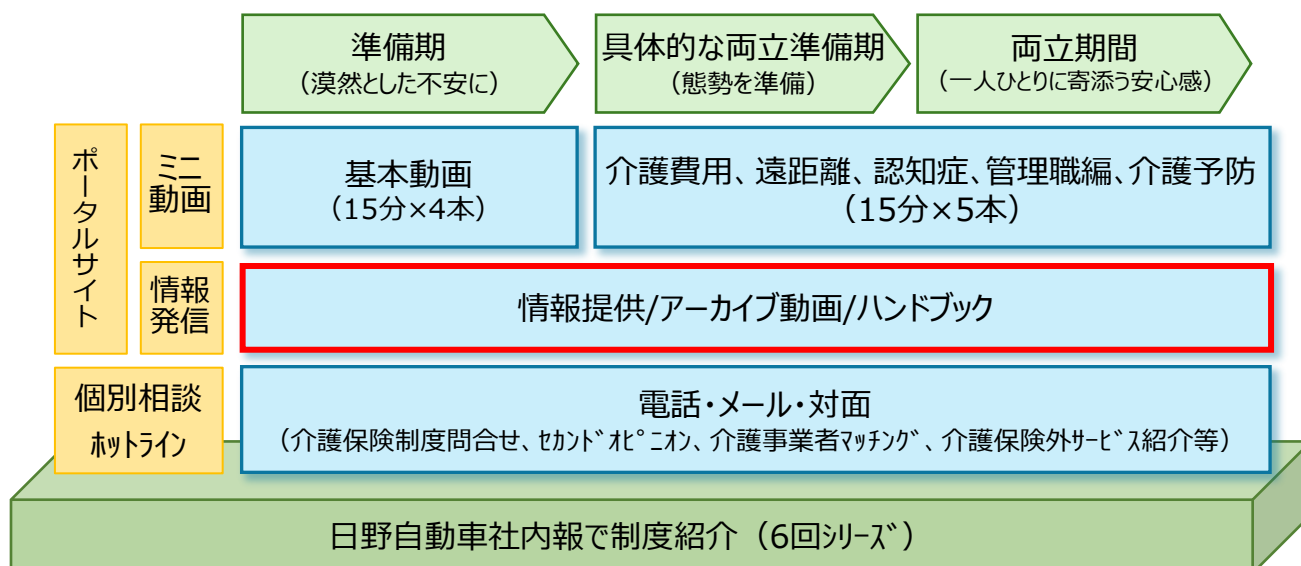 準備期
（漠然とした不安に）
具体的な両立準備期
（態勢を準備）
両立期間
（一人ひとりに寄添う安心感）
ポータルサイト
ミニ
動画
基本動画
（15分×4本）
介護費用、遠距離、認知症、管理職編、介護予防
（15分×5本）
情報
発信
情報提供/アーカイブ動画/ハンドブック
個別相談
ﾎｯﾄライン
電話・メール・対面
（介護保険制度問合せ、ｾｶﾝﾄﾞｵﾋﾟﾆオン、介護事業者ﾏｯﾁﾝｸﾞ、介護保険外ｻｰﾋﾞｽ紹介等）
日野自動車社内報で制度紹介（6回ｼﾘｰｽﾞ）